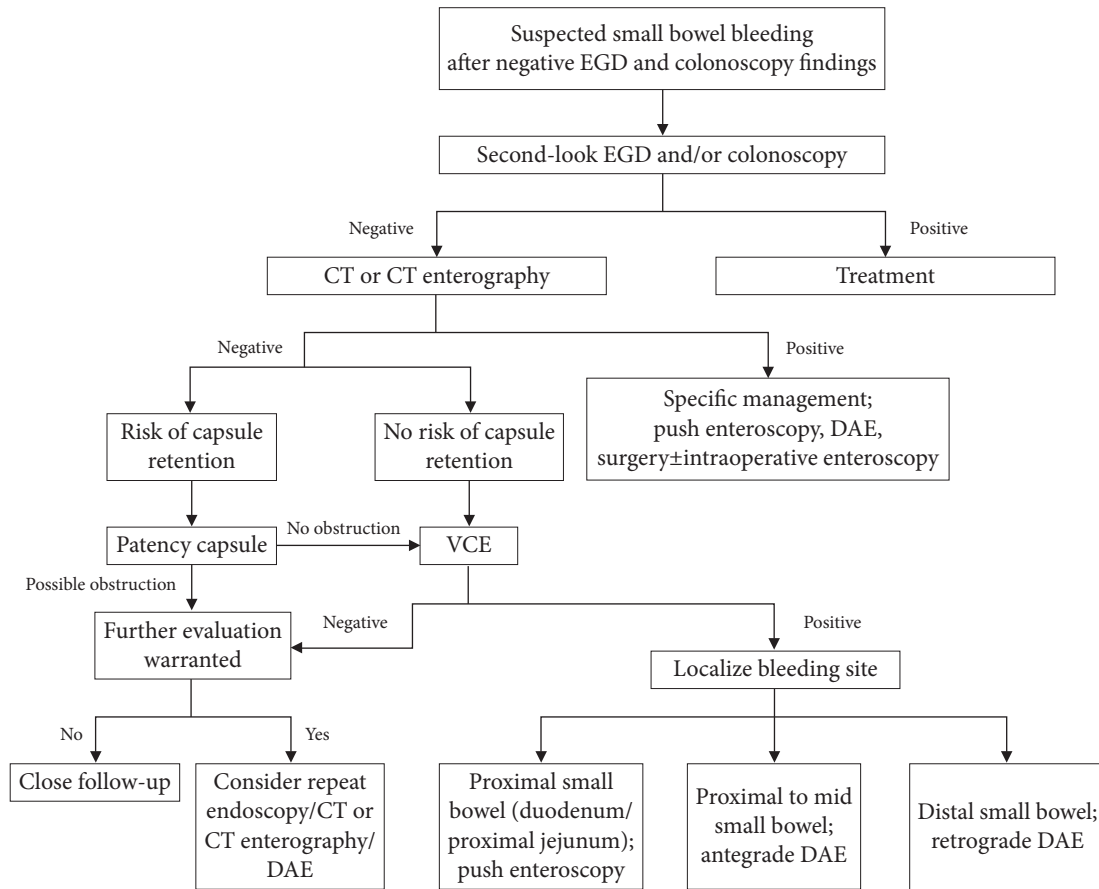 Suspected small bowel bleeding
after negative EGD and colonoscopy findings
Second-look EGD and/or colonoscopy
Negative
Positive
CT or CT enterography
Treatment
Negative
Positive
Risk of capsule
retention
No risk of capsule
retention
Specific management;
push enteroscopy, DAE,
surgery±intraoperative enteroscopy
Patency capsule
No obstruction
VCE
Possible obstruction
Negative
Positive
Further evaluation
warranted
Localize bleeding site
No
Yes
Close follow-up
Consider repeat
endoscopy/CT or
CT enterography/
DAE
Proximal small
bowel (duodenum/
proximal jejunum);
push enteroscopy
Proximal to mid
small bowel;
antegrade DAE
Distal small bowel;
retrograde DAE